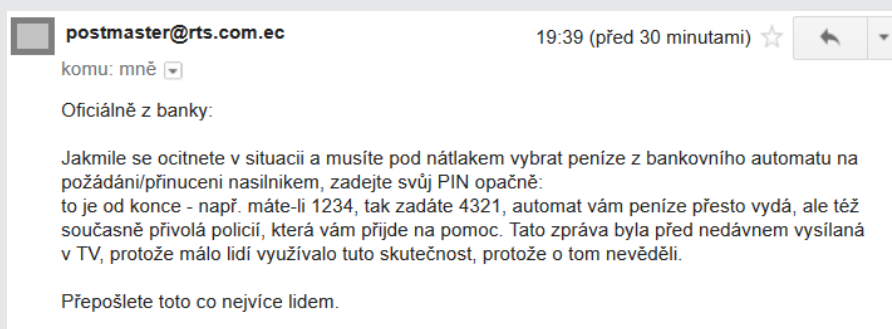 postmaster@rts.com.ec
19:39 (před 30 minutami)
komu: mně
Oficiálně z banky:
Jakmile se ocitnete v situacii a musíte pod nátlakem vybrat peníze z bankovního automatu na
požádáni/přinuceni nasilnikem, zadejte svůj PIN opačně:
to je od konce - např. máte-li 1234, tak zadáte 4321, automat vám peníze přesto vydá, ale též
současně přivolá policií, která vám přijde na pomoc. Tato zpráva byla před nedávnem vysílaná
v TV, protože málo lidí využívalo tuto skutečnost, protože o tom nevěděli.
Přepošlete toto co nejvíce lidem.